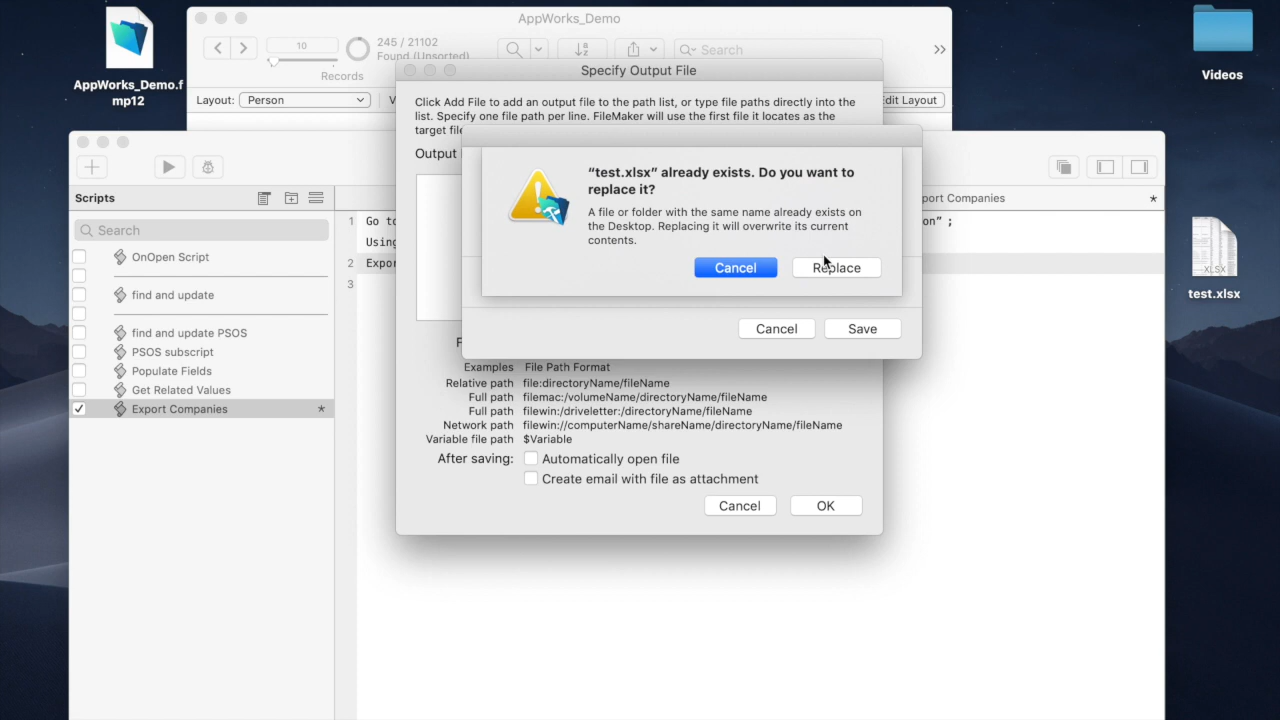 AppWorks_Demo.f
mp12
Videos
test.xlsx
XLSX
AppWorks_Demo
10
245 / 21102
Found (Unsorted)
Records
Search
Layout: Person
Edit Layout
Specify Output File
Click Add File to add an output file to the path list, or type file paths directly into the
list. Specify one file path per line. FileMaker will use the first file it locates as the
target file
Output
“test.xlsx” already exists. Do you want to
replace it?
A file or folder with the same name already exists on
the Desktop. Replacing it will overwrite its current
contents.
Cancel
Replace
Cancel
Save
Examples File Path Format
Relative path file:directoryName/fileName
Full path filemac:/volumeName/directoryName/fileName
Full path filewin:/driveletter:/directoryName/fileName
Network path filewin://computerName/shareName/directoryName/fileName
Variable file path $Variable
After saving: Automatically open file
Create email with file as attachment
Cancel
OK
Scripts
Search
OnOpen Script
find and update
find and update PSOS
PSOS subscript
Populate Fields
Get Related Values
Export Companies *
port Companies *
1 Go to
on” ;
Using
2 Expor
3